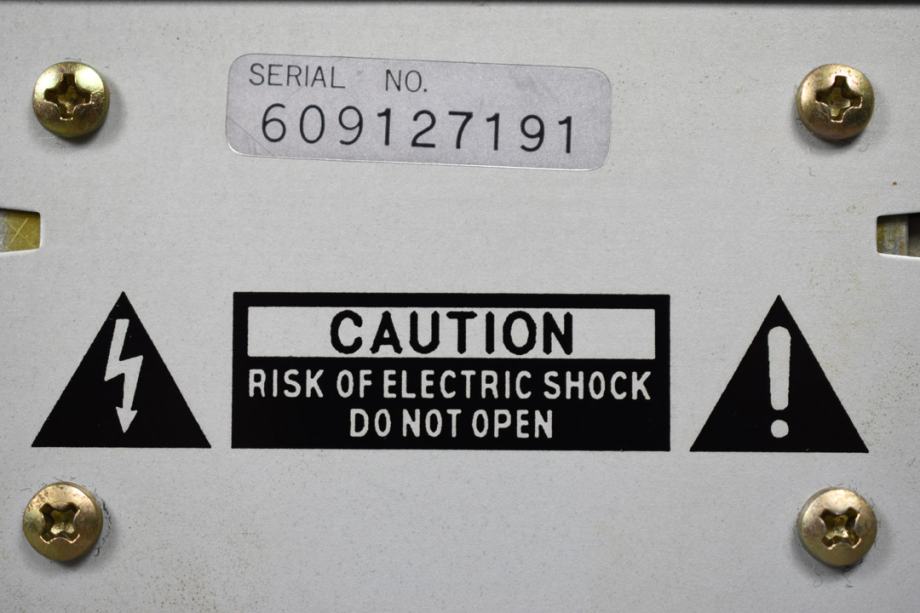 SERIAL NO.
609127191
CAUTION
RISK OF ELECTRIC SHOCK
DO NOT OPEN